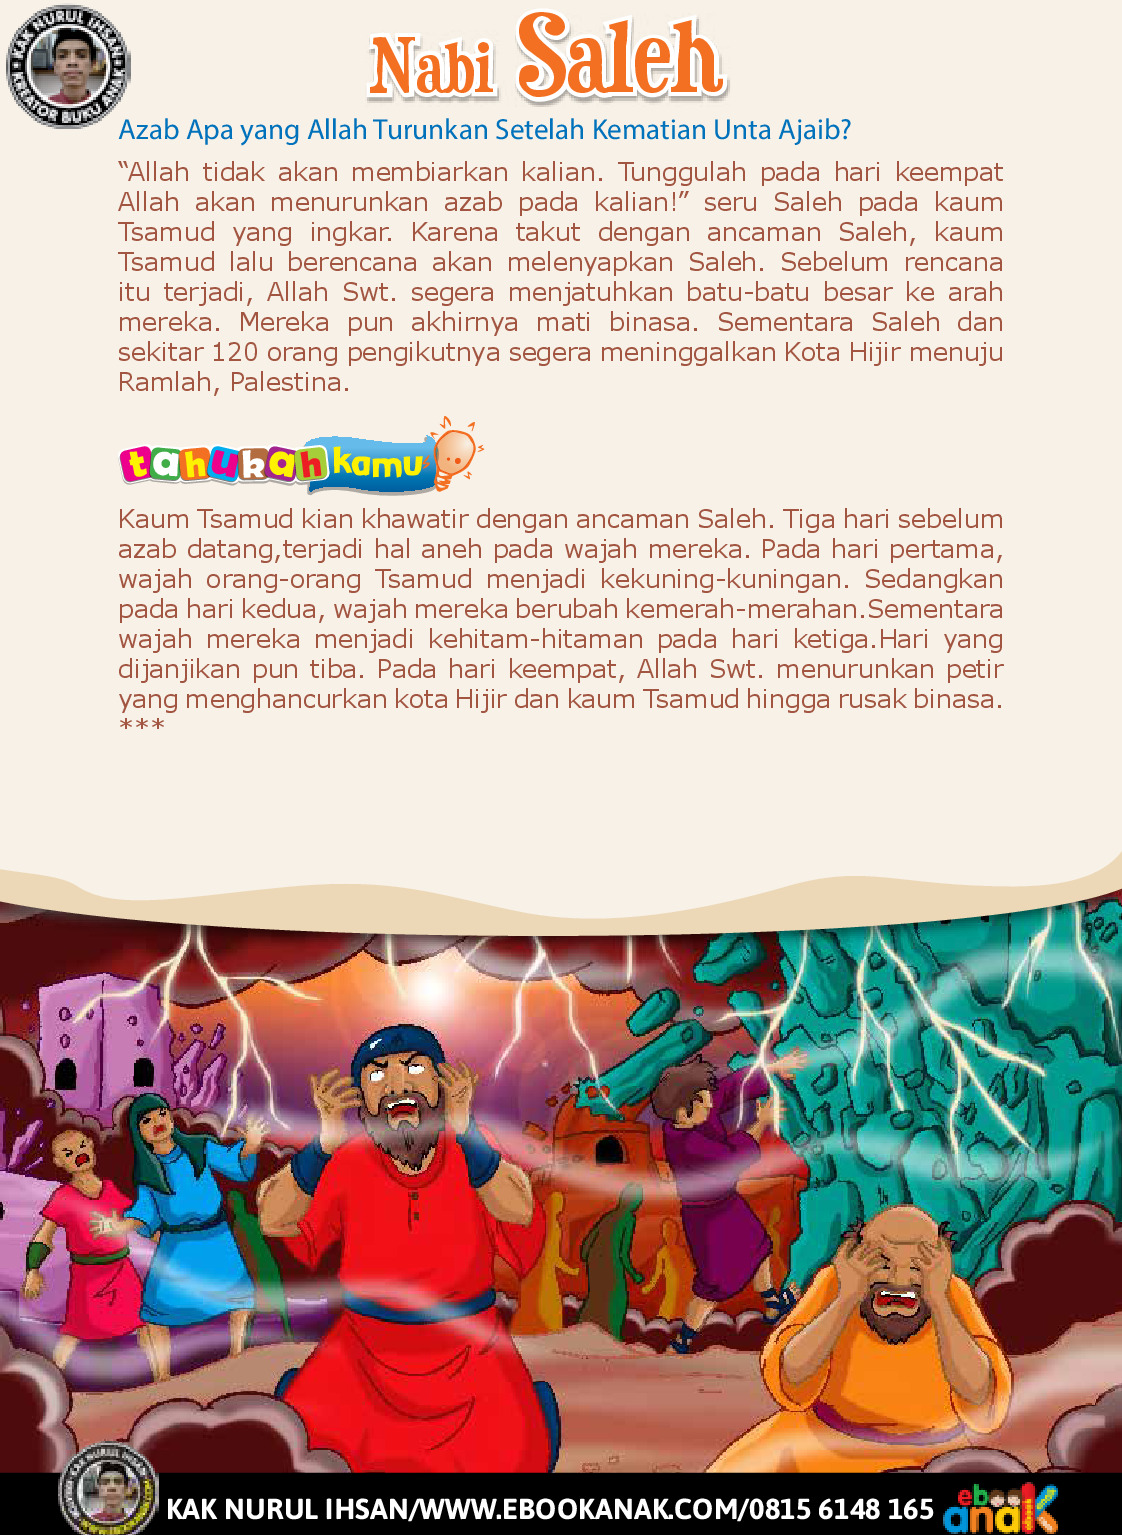 KAK NURUL IHSAN
KREATOR BUKU ANAK
Nabi Saleh
Azab Apa yang Allah Turunkan Setelah Kematian Unta Ajaib?
“Allah tidak akan membiarkan kalian. Tunggulah pada hari keempat
Allah akan menurunkan azab pada kalian!” seru Saleh pada kaum
Tsamud yang ingkar. Karena takut dengan ancaman Saleh, kaum
Tsamud lalu berencana akan melenyapkan Saleh. Sebelum rencana
itu terjadi, Allah Swt. segera menjatuhkan batu-batu besar ke arah
mereka. Mereka pun akhirnya mati binasa. Sementara Saleh dan
sekitar 120 orang pengikutnya segera meninggalkan Kota Hijir menuju
Ramlah, Palestina.
tahukah kamu
Kaum Tsamud kian khawatir dengan ancaman Saleh. Tiga hari sebelum
azab datang,terjadi hal aneh pada wajah mereka. Pada hari pertama,
wajah orang-orang Tsamud menjadi kekuning-kuningan. Sedangkan
pada hari kedua, wajah mereka berubah kemerah-merahan.Sementara
wajah mereka menjadi kehitam-hitaman pada hari ketiga.Hari yang
dijanjikan pun tiba. Pada hari keempat, Allah Swt. menurunkan petir
yang menghancurkan kota Hijir dan kaum Tsamud hingga rusak binasa.
***
KAK NURUL IHSAN/WWW.EBOOKANAK.COM/0815 6148 165
ebook
anak